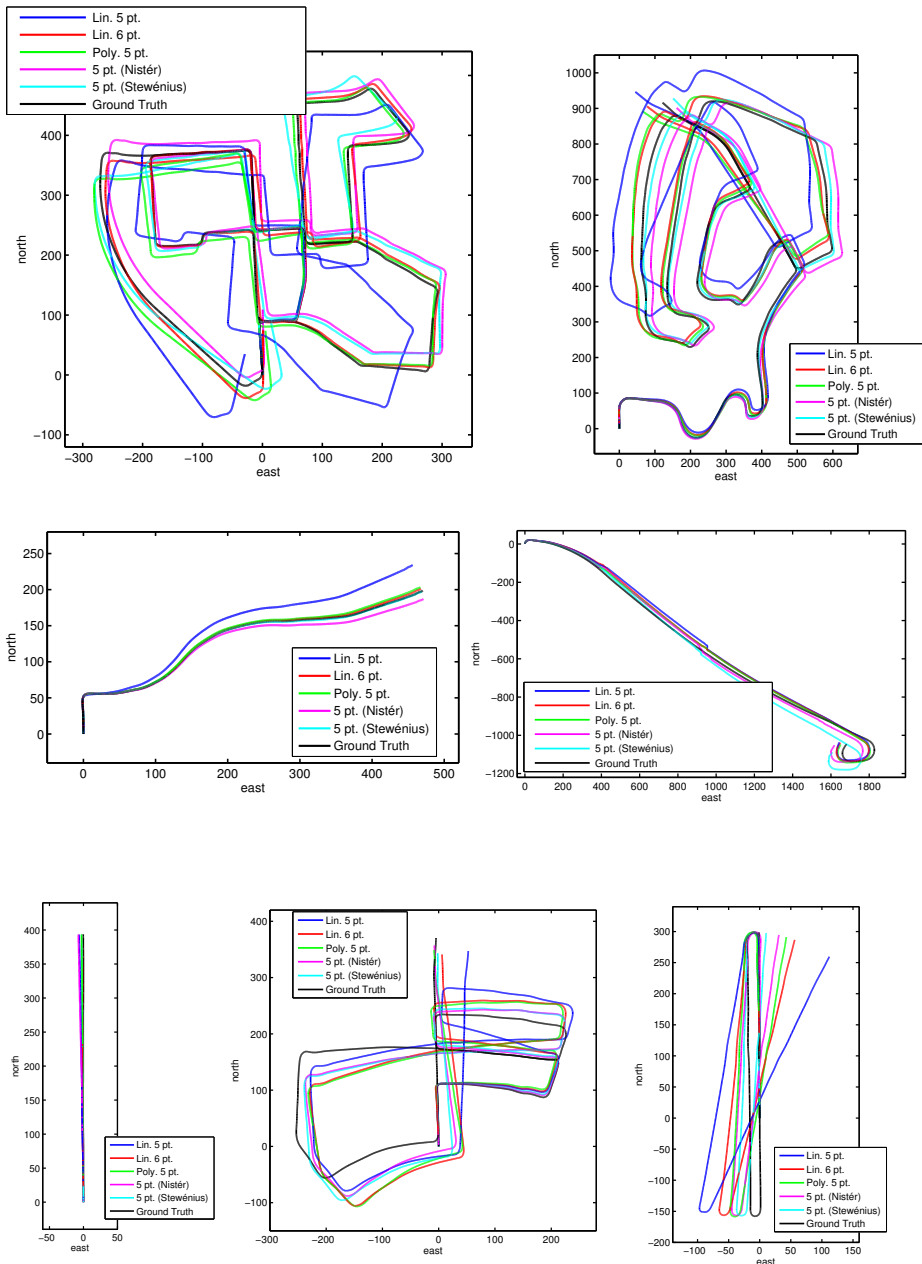 Lin. 5 pt.
Lin. 6 pt.
Poly. 5 pt.
5 pt. (Nistér)
5 pt. (Stewénius)
Ground Truth
400
300
200
100
0
−100
north
−300 −200 −100 0 100 200 300
east
1000
900
800
700
600
500
400
300
200
100
0
north
Lin. 5 pt.
Lin. 6 pt.
Poly. 5 pt.
5 pt. (Nistér)
5 pt. (Stewénius)
Ground Truth
0 100 200 300 400 500 600
east
250
200
150
100
50
0
north
Lin. 5 pt.
Lin. 6 pt.
Poly. 5 pt.
5 pt. (Nistér)
5 pt. (Stewénius)
Ground Truth
0 100 200 300 400 500
east
0
−200
−400
−600
−800
−1000
−1200
north
Lin. 5 pt.
Lin. 6 pt.
Poly. 5 pt.
5 pt. (Nistér)
5 pt. (Stewénius)
Ground Truth
0 200 400 600 800 1000 1200 1400 1600 1800
east
400
350
300
250
200
150
100
50
0
north
Lin. 5 pt.
Lin. 6 pt.
Poly. 5 pt.
5 pt. (Nistér)
5 pt. (Stewénius)
Ground Truth
−50 0 50
east
400
300
200
100
0
−100
north
Lin. 5 pt.
Lin. 6 pt.
Poly. 5 pt.
5 pt. (Nistér)
5 pt. (Stewénius)
Ground Truth
−300 −200 −100 0 100 200
east
300
250
200
150
100
50
0
−50
−100
−150
−200
north
Lin. 5 pt.
Lin. 6 pt.
Poly. 5 pt.
5 pt. (Nistér)
5 pt. (Stewénius)
Ground Truth
−100 −50 0 50 100 150
east